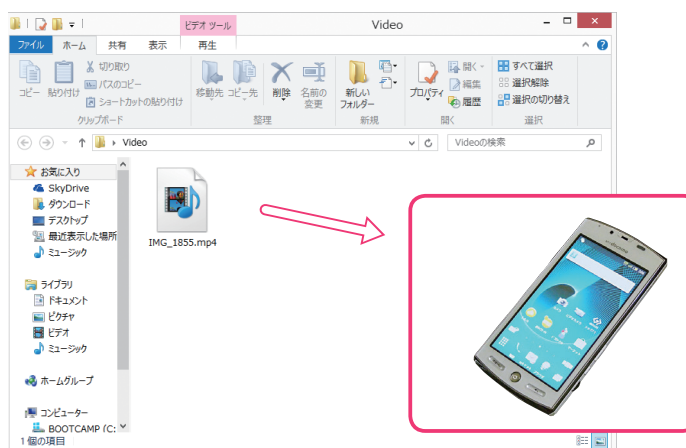 ビデオ ツール
Video
ファイル ホーム 共有 表示 再生
コピー
貼り付け
切り取り
パスのコピー
ショートカットの貼り付け
クリップボード
移動先 コピー先 削除 名前の変更
整理
新しいフォルダー
新規
プロパティ
開く
編集
履歴
開く
すべて選択
選択解除
選択の切り替え
選択
Video
Videoの検索
お気に入り
SkyDrive
ダウンロード
デスクトップ
最近表示した場所
ミュージック
ライブラリ
ドキュメント
ピクチャ
ビデオ
ミュージック
ホームグループ
コンピューター
BOOTCAMP (C:
1 個の項目
IMG_1855.mp4